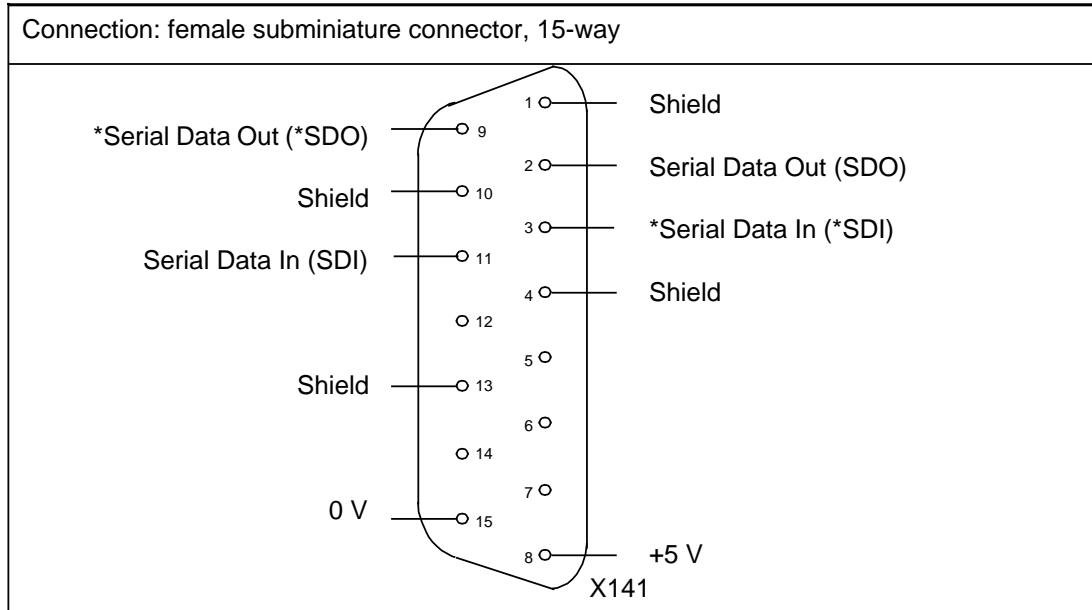 Connection: female subminiature connector, 15-way
1 Shield
*Serial Data Out (*SDO) 9
2 Serial Data Out (SDO)
Shield 10
3 *Serial Data In (*SDI)
Serial Data In (SDI) 11
4 Shield
12
5
Shield 13
6
14
7
0 V 15
8 +5 V
X141